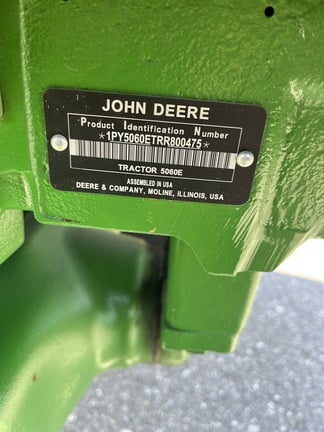 JOHN DEERE
Product Identification Number
*1PY5060ETRR800475*
TRACTOR 5060E
ASSEMBLED IN USA
DEERE & COMPANY, MOLINE, ILLINOIS, USA